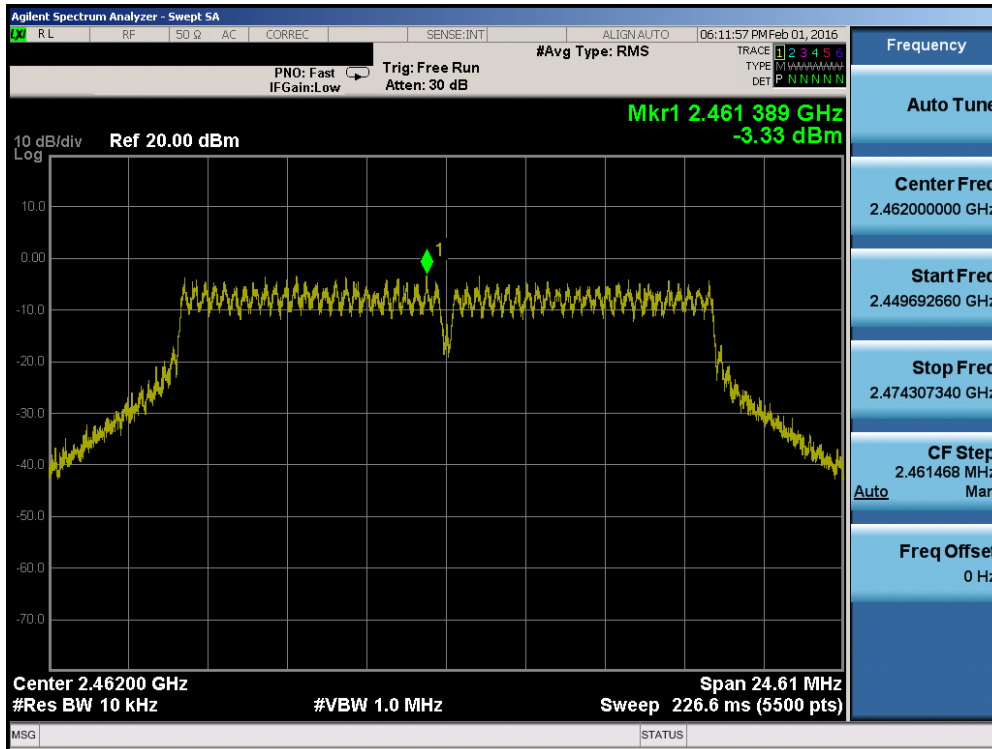 Agilent Spectrum Analyzer - Swept SA
LXI RL RF 50 Ω AC CORREC SENSE:INT ALIGN AUTO 06:11:57 PM Feb 01, 2016
#Avg Type: RMS TRACE 1 2 3 4 5 6
PNO: Fast Trig: Free Run TYPE M
IFGain:Low Atten: 30 dB DET P N N N N N
Mkr1 2.461 389 GHz
-3.33 dBm
10 dB/div Ref 20.00 dBm
Log
10.0
0.00
-10.0
-20.0
-30.0
-40.0
-50.0
-60.0
-70.0
1
Center 2.46200 GHz Span 24.61 MHz
#Res BW 10 kHz #VBW 1.0 MHz Sweep 226.6 ms (5500 pts)
MSG STATUS
Frequency
Auto Tune
Center Freq
2.462000000 GHz
Start Freq
2.449692660 GHz
Stop Freq
2.474307340 GHz
CF Step
2.461468 MHz
Auto Man
Freq Offset
0 Hz